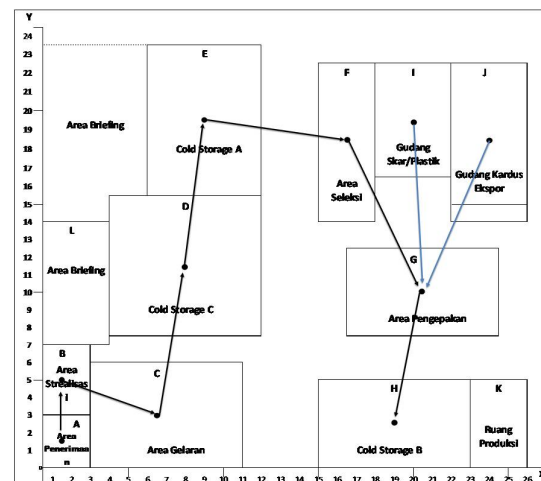 Y
24
23
22
21
20
19
18
17
16
15
14
13
12
11
10
9
8
7
6
5
4
3
2
1
0
E
Area Briefing
Cold Storage A
F
Area
Seleksi
I
Gudang
Skar/Plastik
J
Gudang Kardus
Ekspor
L
Area Briefing
D
Cold Storage C
G
Area Pengepakan
B
Area
Strealisas
i
A
Area
Penerimaa
n
C
Area Gelaran
H
Cold Storage B
K
Ruang
Produksi
1 2 3 4 5 6 7 8 9 10 11 12 13 14 15 16 17 18 19 20 21 22 23 24 25 26